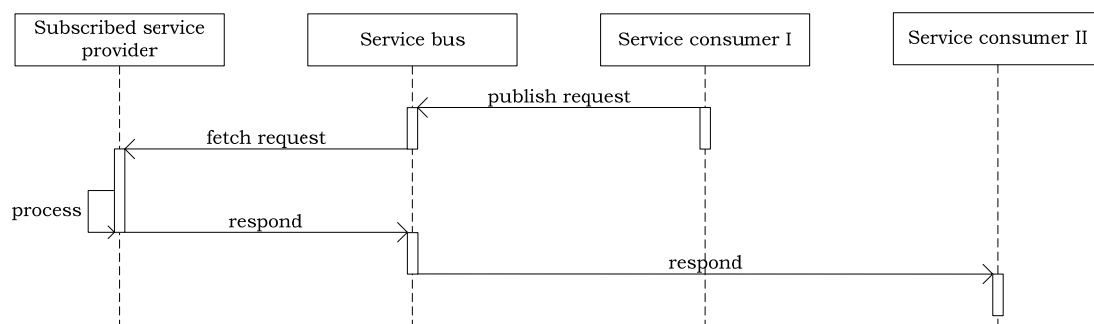 Subscribed service
provider
Service bus
Service consumer I
Service consumer II
publish request
fetch request
process
respond
respond